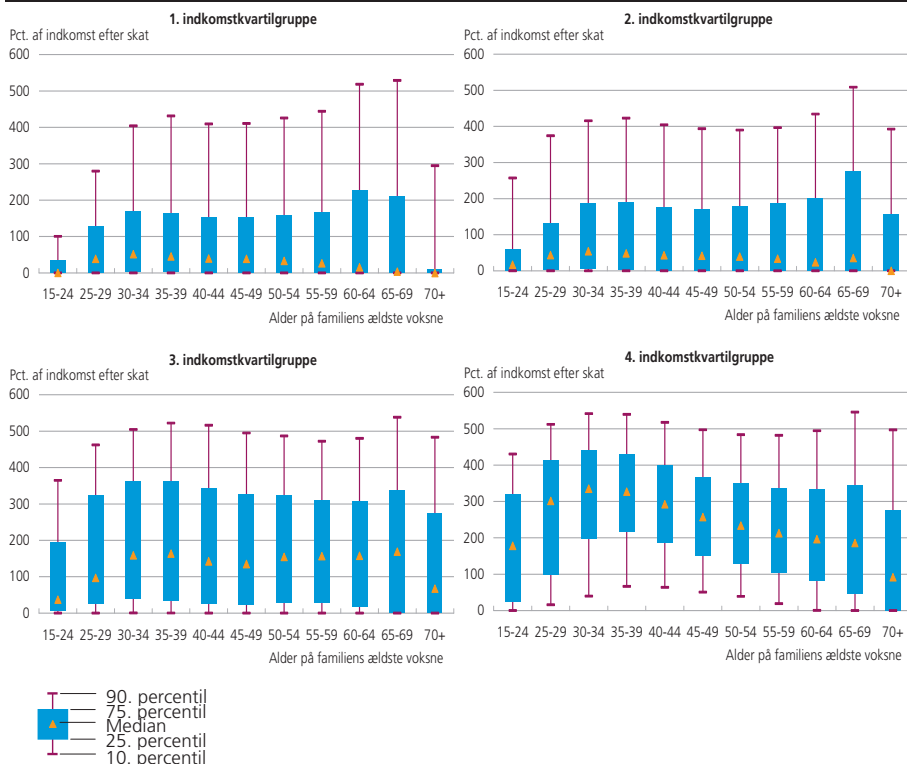 1. indkomstkvartilgruppe
Pct. af indkomst efter skat
600
500
400
300
200
100
0
15-24 25-29 30-34 35-39 40-44 45-49 50-54 55-59 60-64 65-69 70+
Alder på familiens ældste voksne
2. indkomstkvartilgruppe
Pct. af indkomst efter skat
600
500
400
300
200
100
0
15-24 25-29 30-34 35-39 40-44 45-49 50-54 55-59 60-64 65-69 70+
Alder på familiens ældste voksne
3. indkomstkvartilgruppe
Pct. af indkomst efter skat
600
500
400
300
200
100
0
15-24 25-29 30-34 35-39 40-44 45-49 50-54 55-59 60-64 65-69 70+
Alder på familiens ældste voksne
4. indkomstkvartilgruppe
Pct. af indkomst efter skat
600
500
400
300
200
100
0
15-24 25-29 30-34 35-39 40-44 45-49 50-54 55-59 60-64 65-69 70+
Alder på familiens ældste voksne
90. percentil
75. percentil
Median
25. percentil
10. percentil